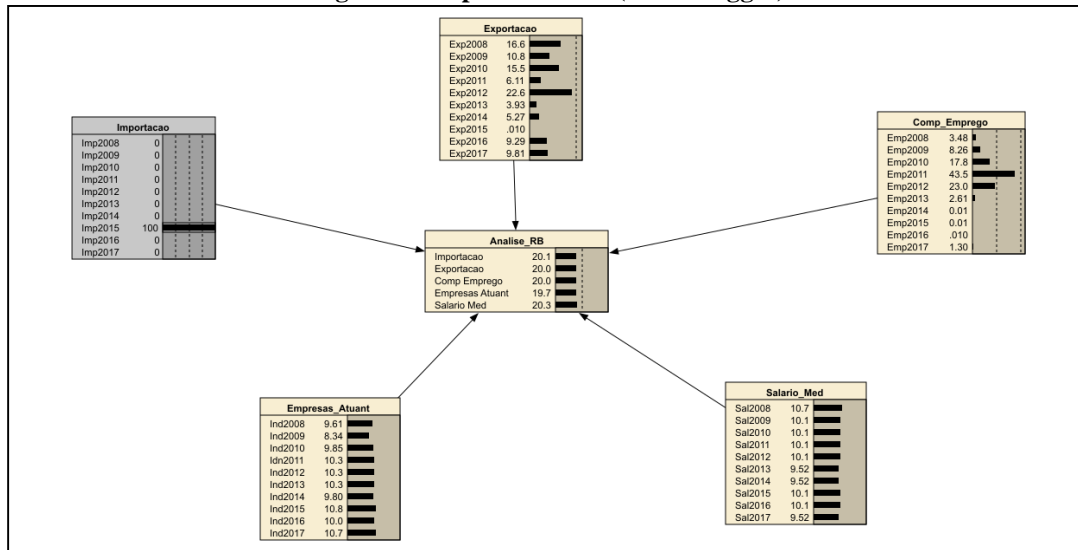 Exportacao
Exp2008 16.6
Exp2009 10.8
Exp2010 15.5
Exp2011 6.11
Exp2012 22.6
Exp2013 3.93
Exp2014 5.27
Exp2015 .010
Exp2016 9.29
Exp2017 9.81
Importacao
Imp2008 0
Imp2009 0
Imp2010 0
Imp2011 0
Imp2012 0
Imp2013 0
Imp2014 0
Imp2015 100
Imp2016 0
Imp2017 0
Comp_Emprego
Emp2008 3.48
Emp2009 8.26
Emp2010 17.8
Emp2011 43.5
Emp2012 23.0
Emp2013 2.61
Emp2014 0.01
Emp2015 0.01
Emp2016 .010
Emp2017 1.30
Analise_RB
Importacao 20.1
Exportacao 20.0
Comp Emprego 20.0
Empresas Atuant 19.7
Salario Med 20.3
Empresas_Atuant
Ind2008 9.61
Ind2009 8.34
Ind2010 9.85
Idn2011 10.3
Ind2012 10.3
Ind2013 10.3
Ind2014 9.80
Ind2015 10.8
Ind2016 10.0
Ind2017 10.7
Salario_Med
Sal2008 10.7
Sal2009 10.1
Sal2010 10.1
Sal2011 10.1
Sal2012 10.1
Sal2013 9.52
Sal2014 9.52
Sal2015 10.1
Sal2016 10.1
Sal2017 9.52